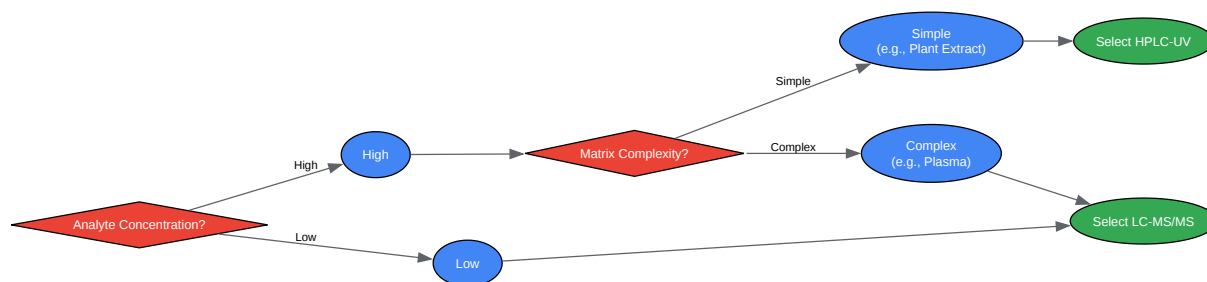 Simple
(e.g., Plant Extract)
Select HPLC-UV
Simple
High
High
Matrix Complexity?
Complex
Complex
(e.g., Plasma)
Analyte Concentration?
Select LC-MS/MS
Low
Low